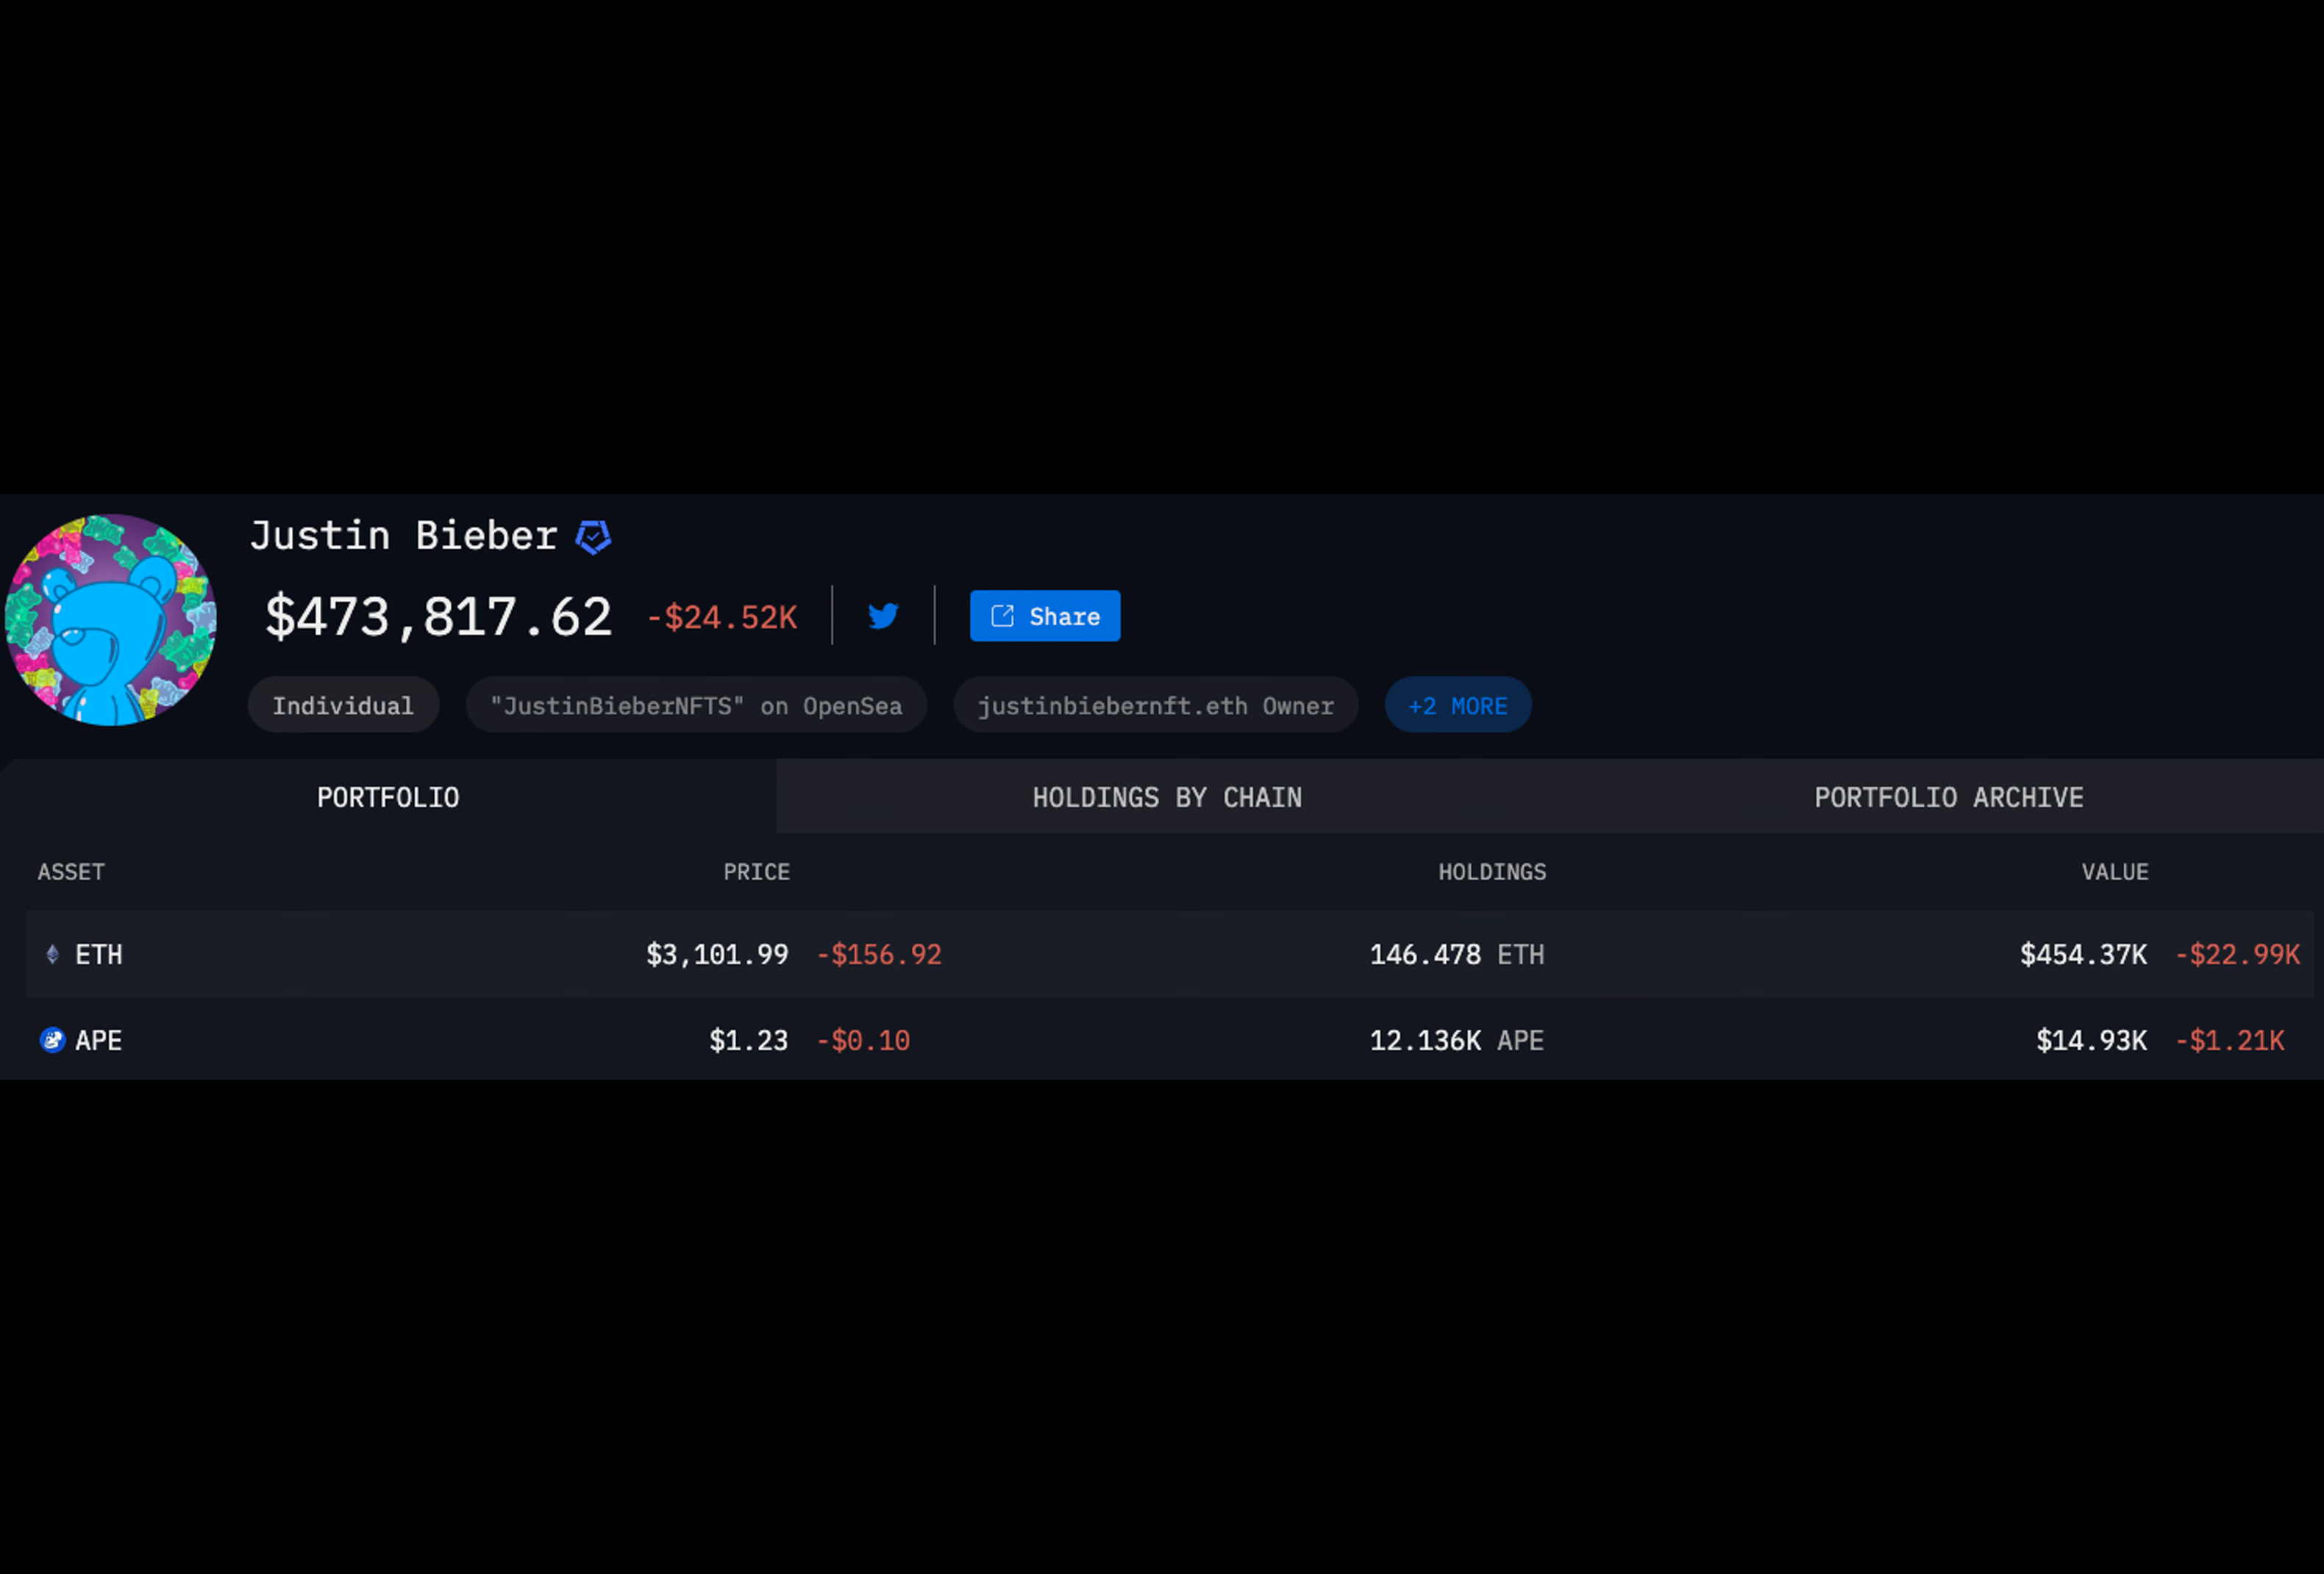 Justin Bieber
$473,817.62 -$24.52K Share
Individual "JustinBieberNFTS" on OpenSea justinbiebernft.eth Owner +2 MORE
PORTFOLIO HOLDINGS BY CHAIN PORTFOLIO ARCHIVE
ASSET PRICE HOLDINGS VALUE
ETH $3,101.99 -$156.92 146.478 ETH $454.37K -$22.99K
APE $1.23 -$0.10 12.136K APE $14.93K -$1.21K